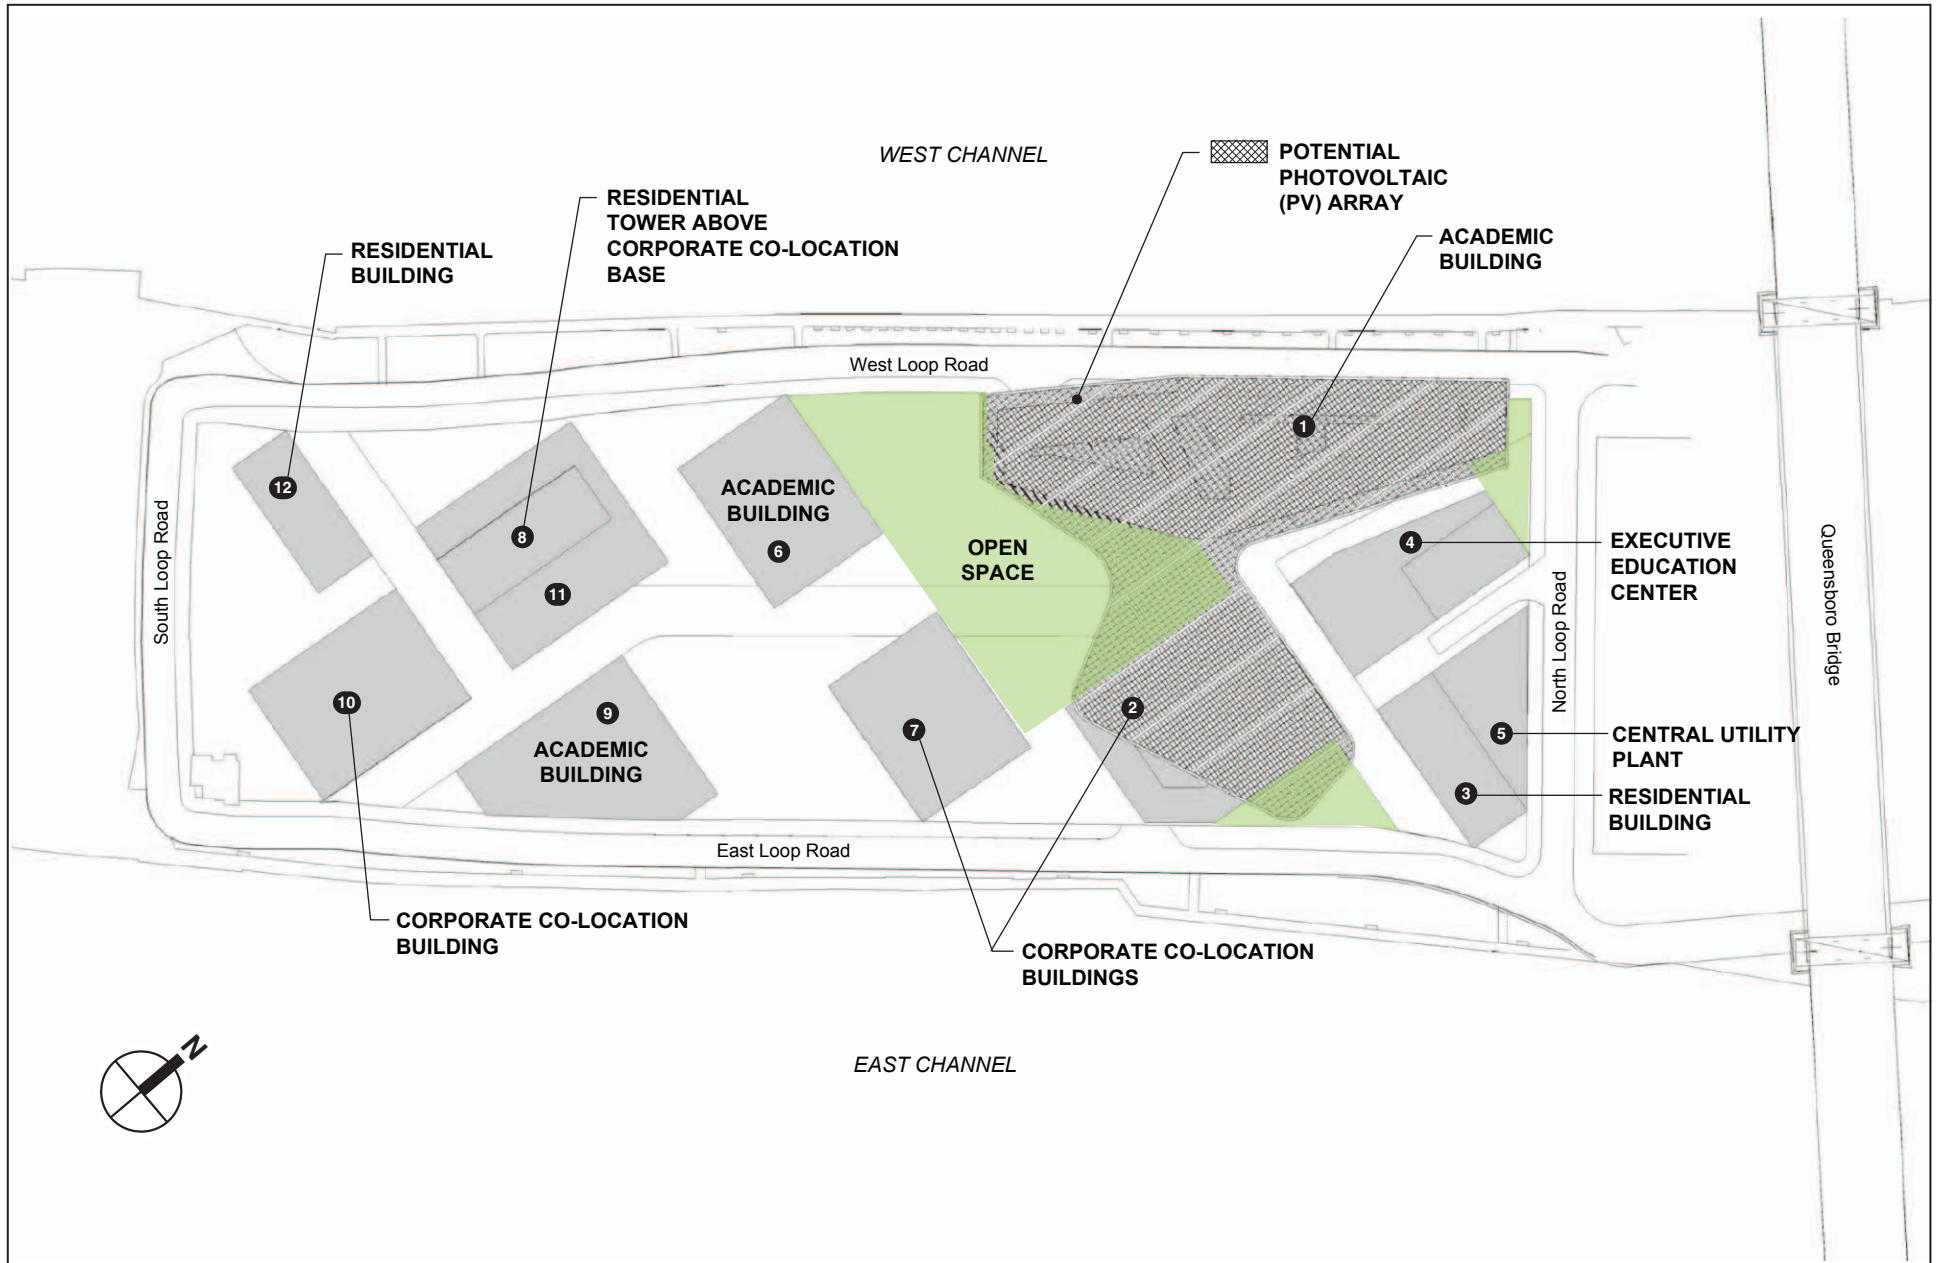 WEST CHANNEL
POTENTIAL
PHOTOVOLTAIC
(PV) ARRAY
RESIDENTIAL
TOWER ABOVE
CORPORATE CO-LOCATION
BASE
ACADEMIC
BUILDING
RESIDENTIAL
BUILDING
West Loop Road
1
12
ACADEMIC
BUILDING
6
8
11
OPEN
SPACE
4
EXECUTIVE
EDUCATION
CENTER
South Loop Road
North Loop Road
Queensboro Bridge
10
9
ACADEMIC
BUILDING
7
2
5
CENTRAL UTILITY
PLANT
3
RESIDENTIAL
BUILDING
East Loop Road
CORPORATE CO-LOCATION
BUILDING
CORPORATE CO-LOCATION
BUILDINGS
N
EAST CHANNEL